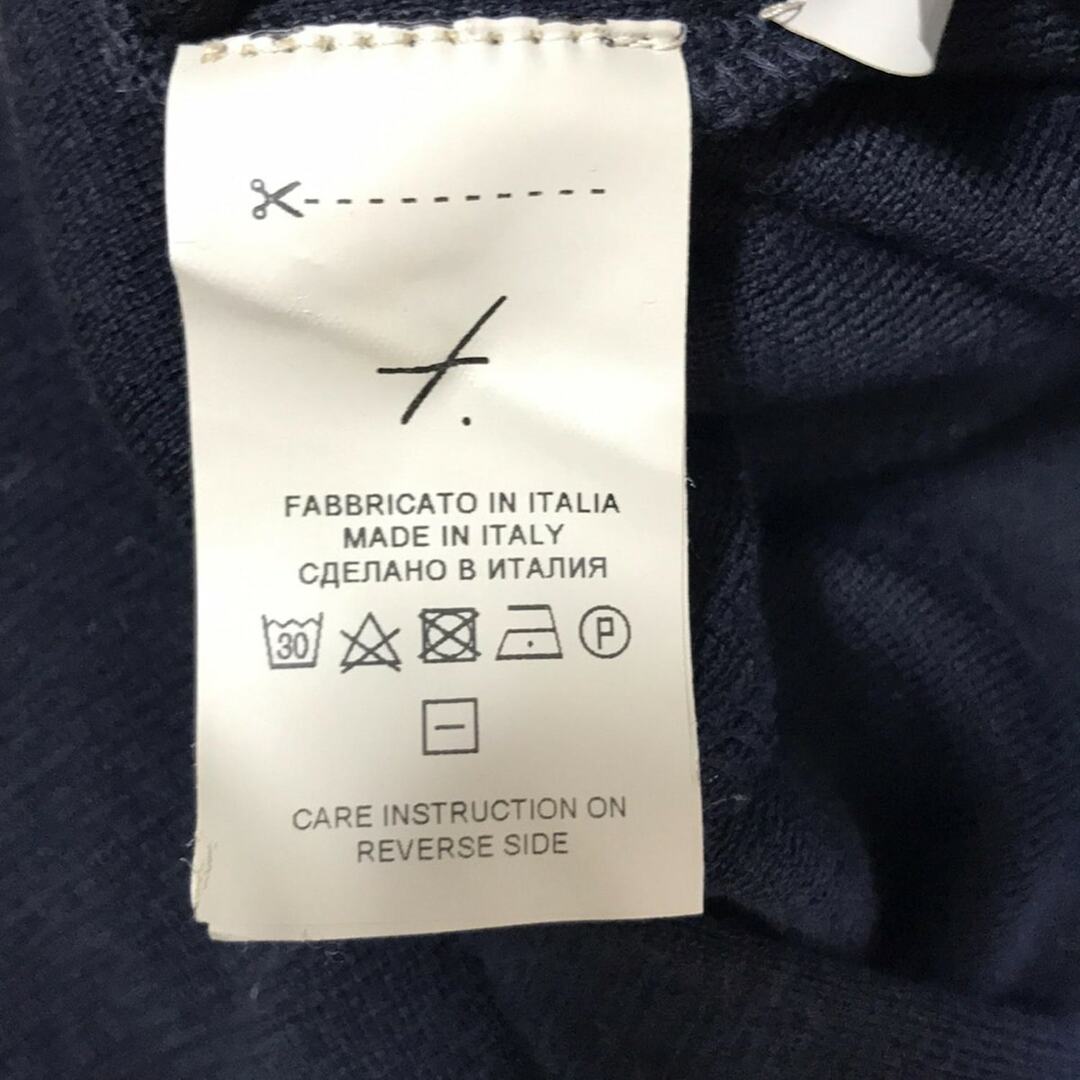 FABBRICATO IN ITALIA
MADE IN ITALY
СДЕЛАНО В ИТАЛИЯ
30 P
CARE INSTRUCTION ON
REVERSE SIDE